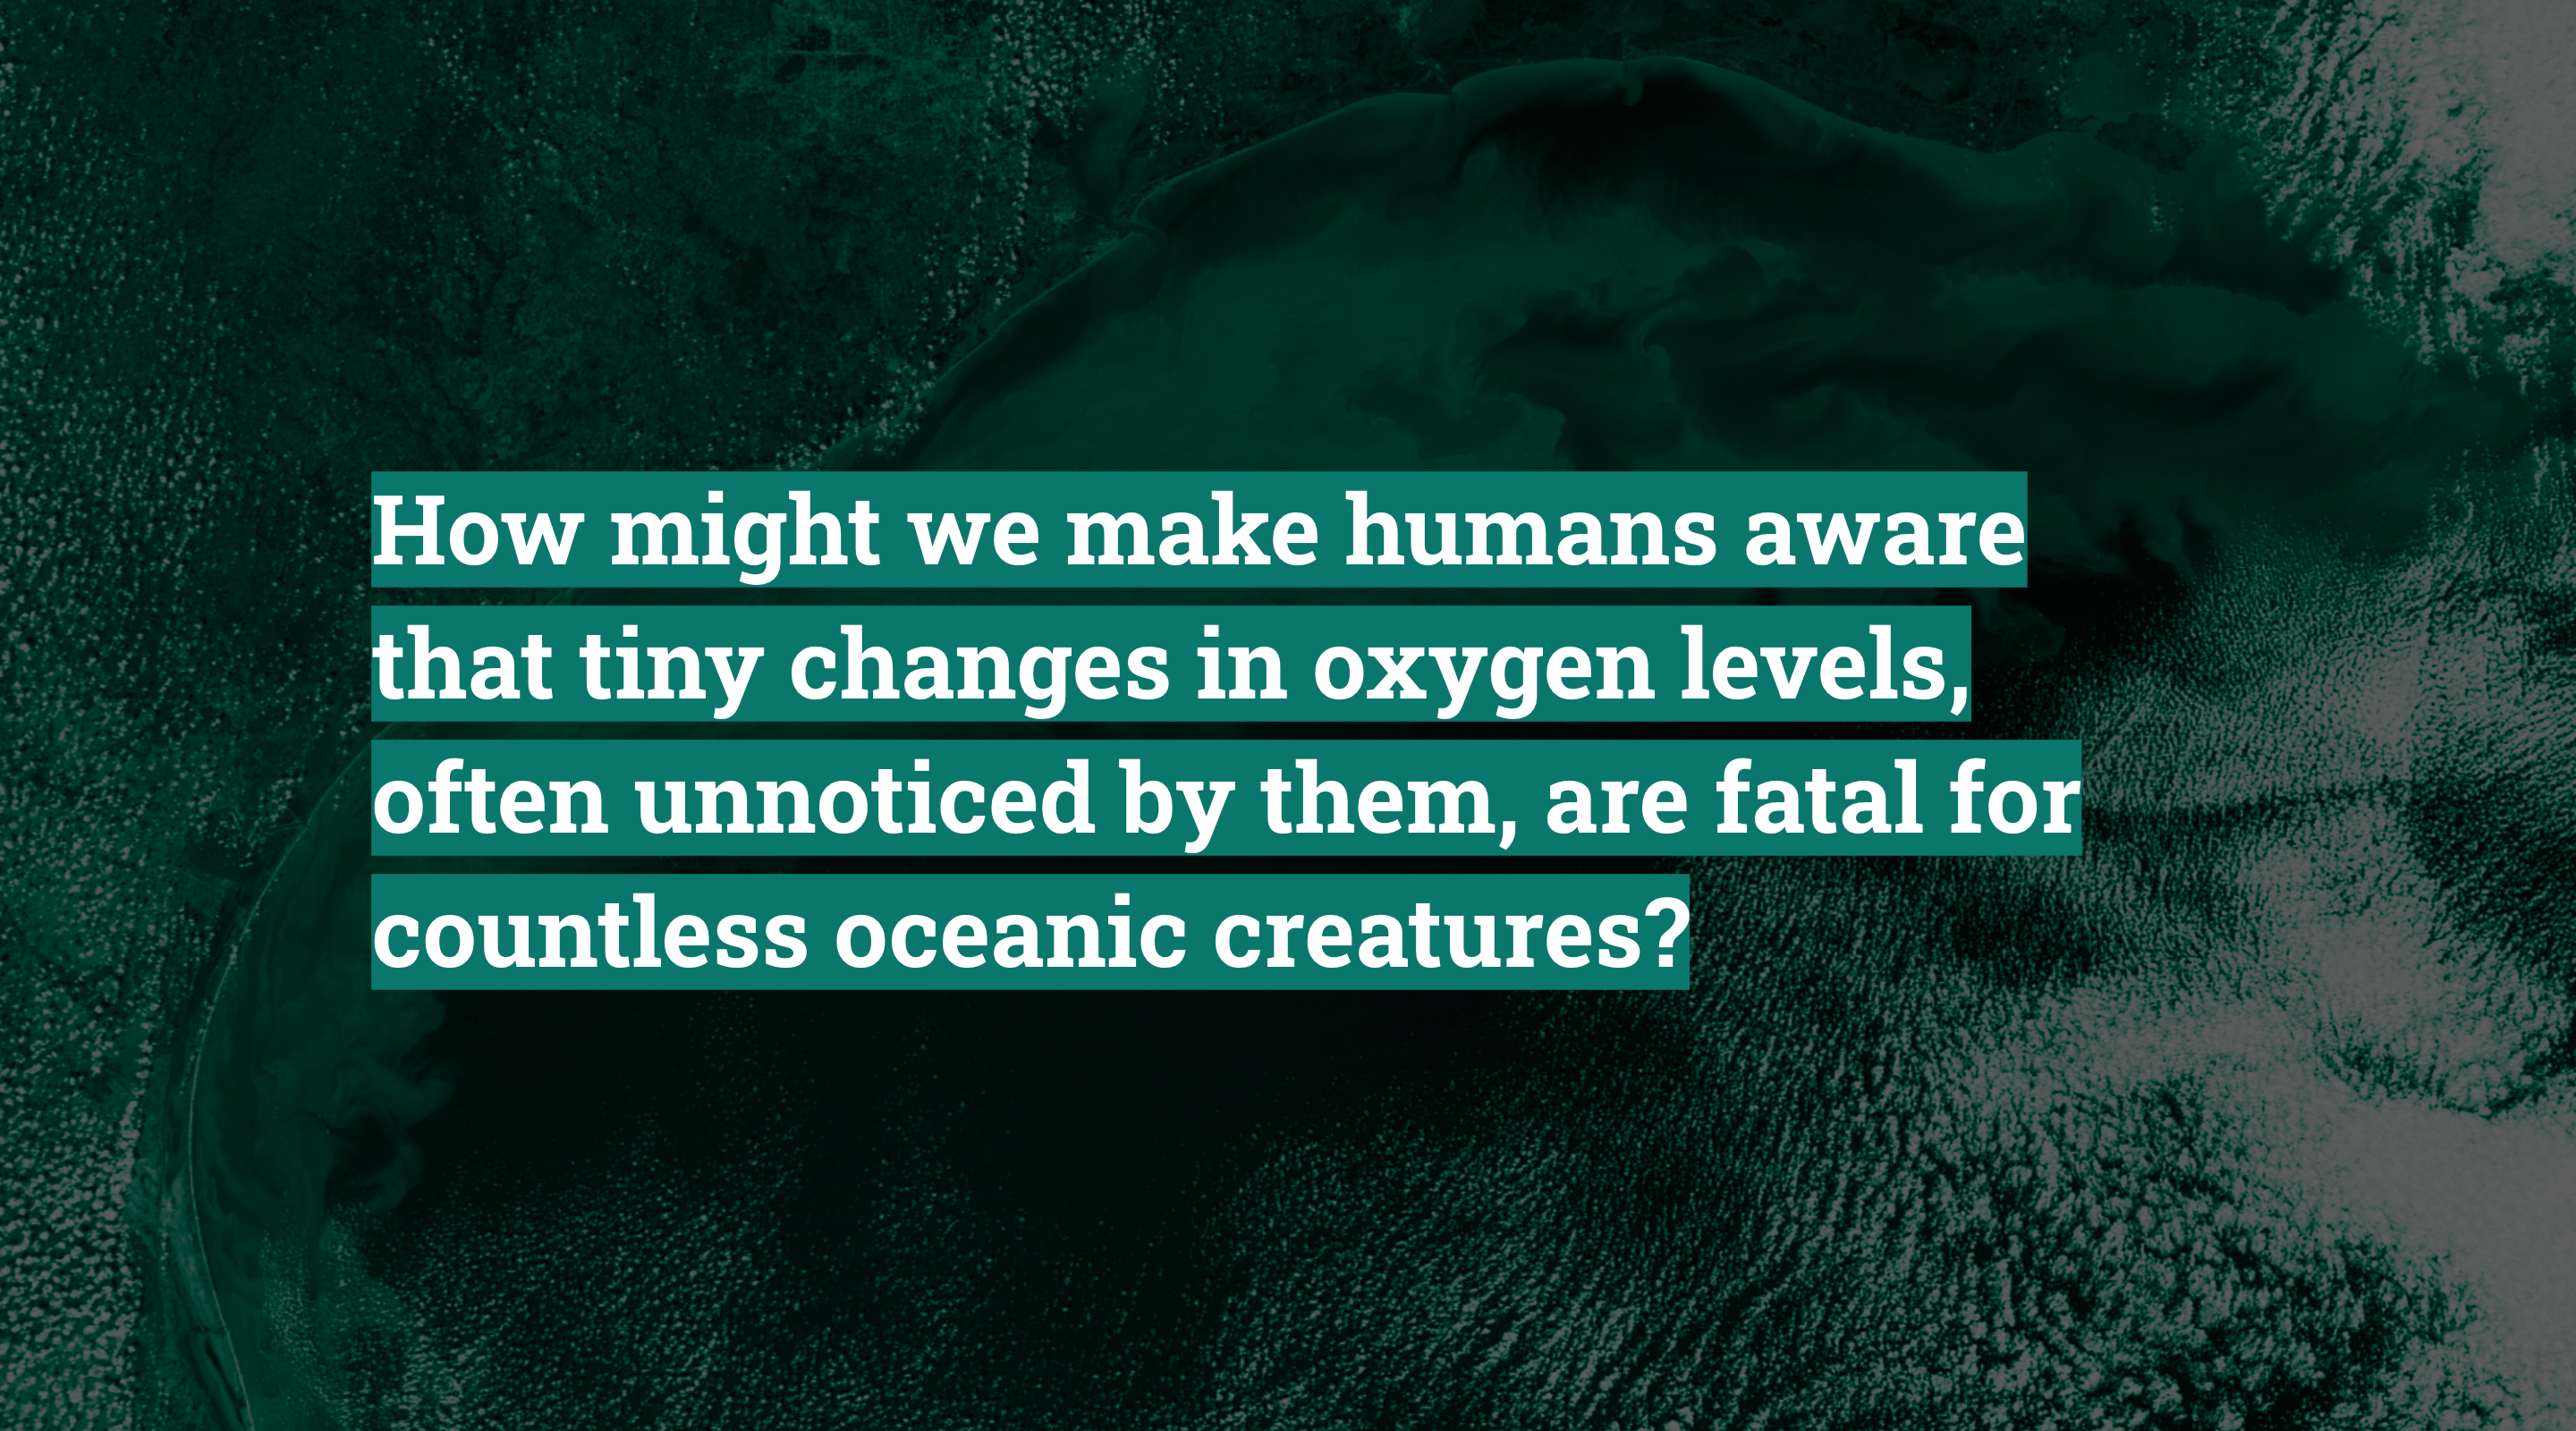 How might we make humans aware
that tiny changes in oxygen levels,
often unnoticed by them, are fatal for
countless oceanic creatures?